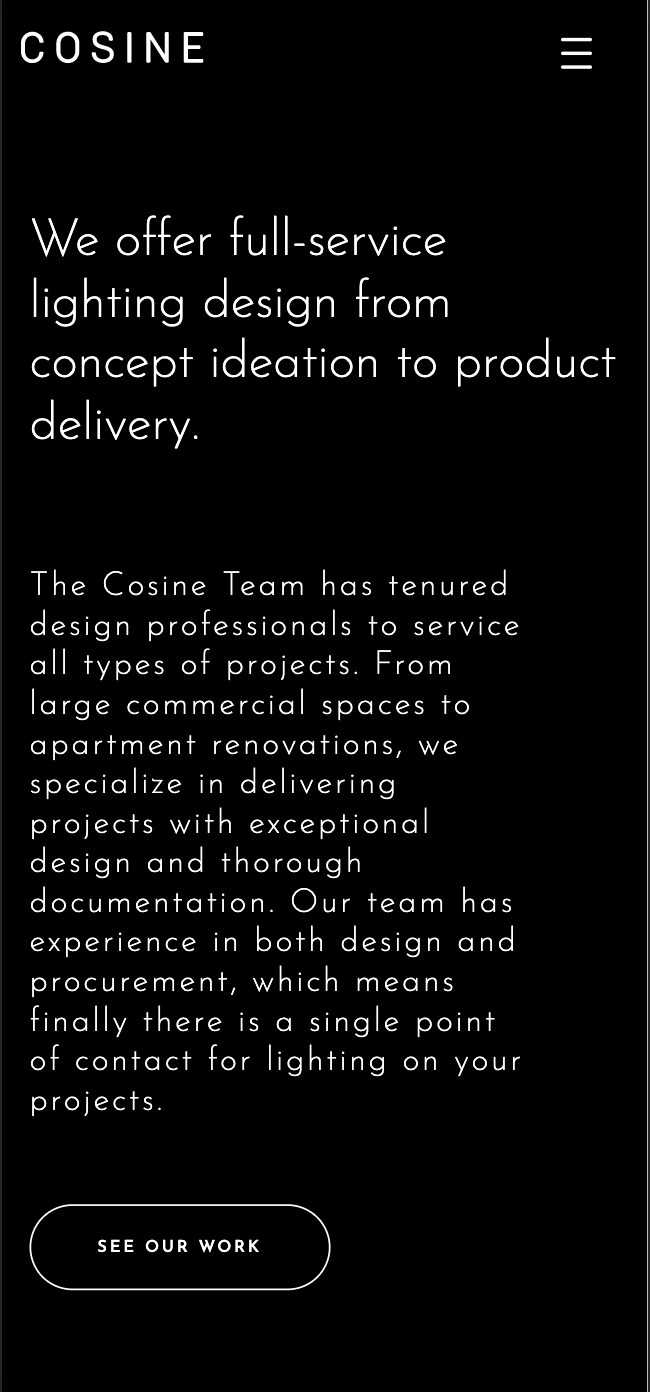 COSINE
We offer full-service
lighting design from
concept ideation to product
delivery.
The Cosine Team has tenured
design professionals to service
all types of projects. From
large commercial spaces to
apartment renovations, we
specialize in delivering
projects with exceptional
design and thorough
documentation. Our team has
experience in both design and
procurement, which means
finally there is a single point
of contact for lighting on your
projects.
SEE OUR WORK